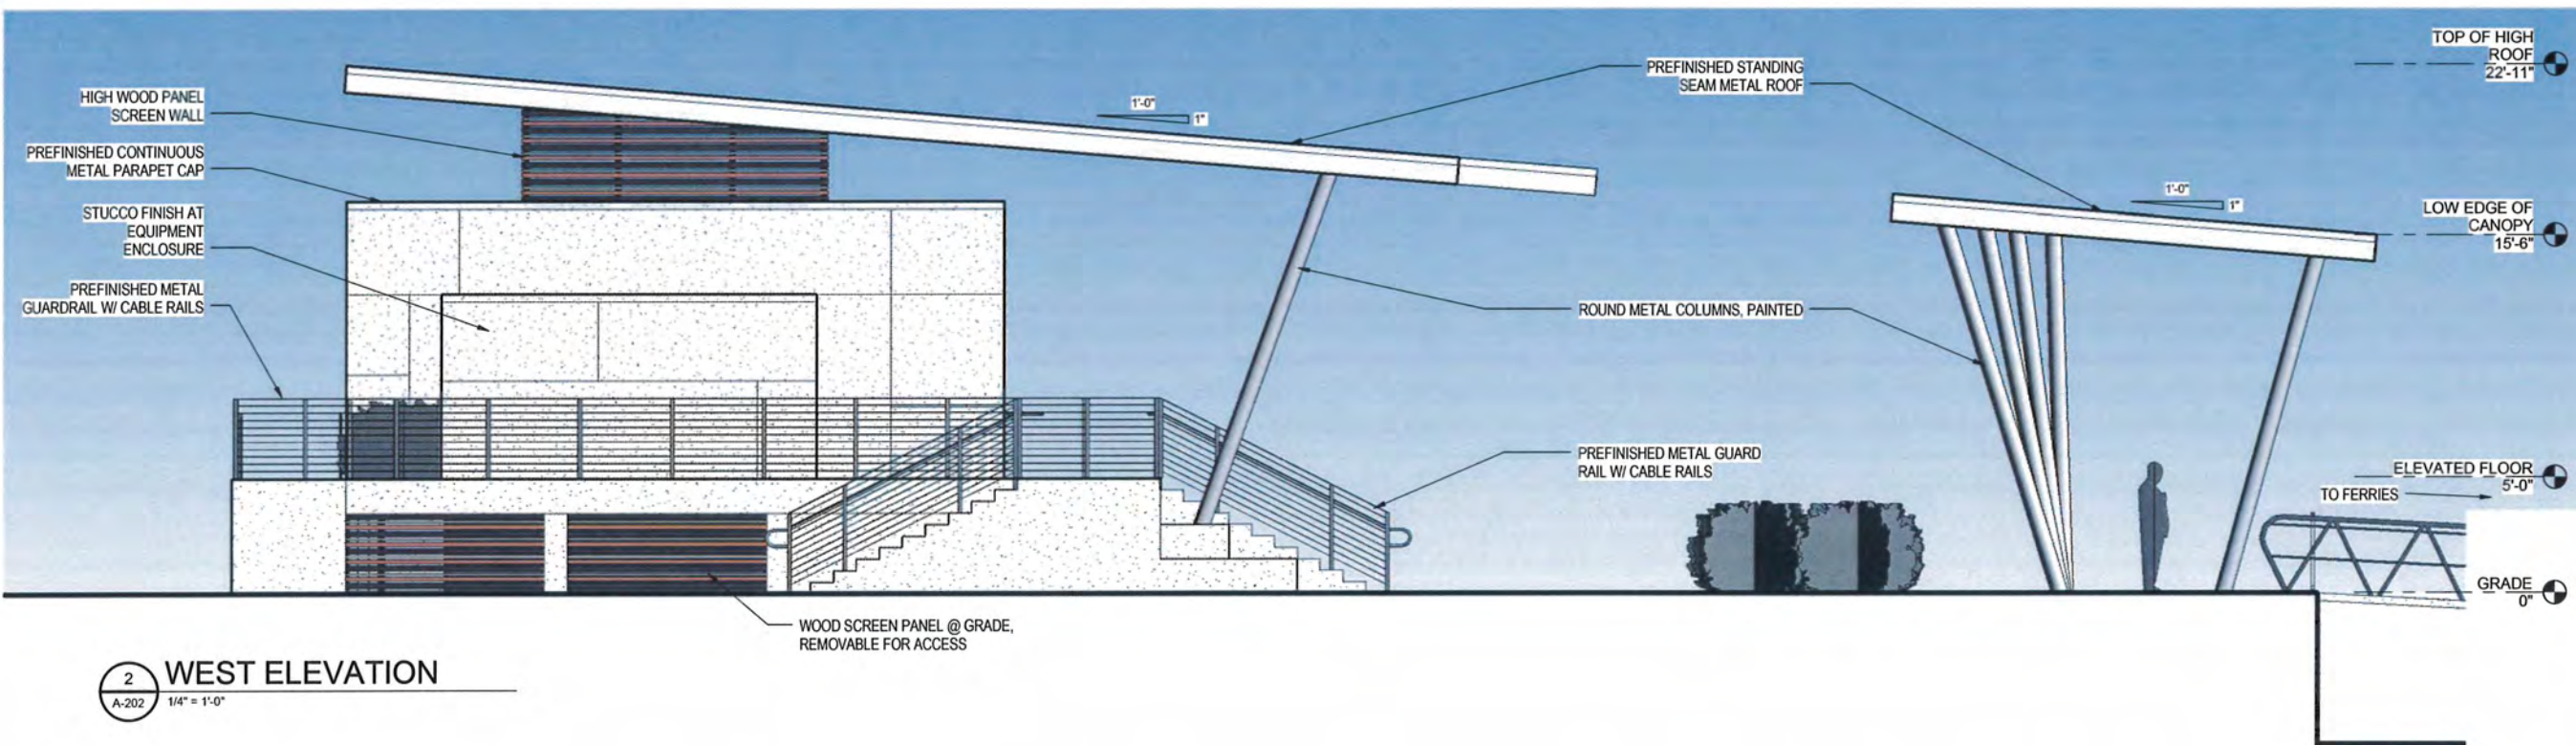 HIGH WOOD PANEL
SCREEN WALL
PREFINISHED CONTINUOUS
METAL PARAPET CAP
STUCCO FINISH AT
EQUIPMENT
ENCLOSURE
PREFINISHED METAL
GUARDRAIL W/ CABLE RAILS
1'-0"
1"
PREFINISHED STANDING
SEAM METAL ROOF
1'-0"
1"
ROUND METAL COLUMNS, PAINTED
PREFINISHED METAL GUARD
RAIL W/ CABLE RAILS
TOP OF HIGH
ROOF
22'-11"
LOW EDGE OF
CANOPY
15'-6"
ELEVATED FLOOR
5'-0"
TO FERRIES
GRADE
0"
WOOD SCREEN PANEL @ GRADE,
REMOVABLE FOR ACCESS
2
A-202
WEST ELEVATION
1/4" = 1'-0"